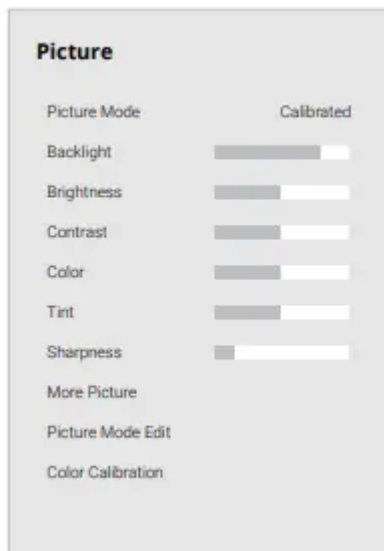 Picture
Picture Mode Calibrated
Backlight
Brightness
Contrast
Color
Tint
Sharpness
More Picture
Picture Mode Edit
Color Calibration